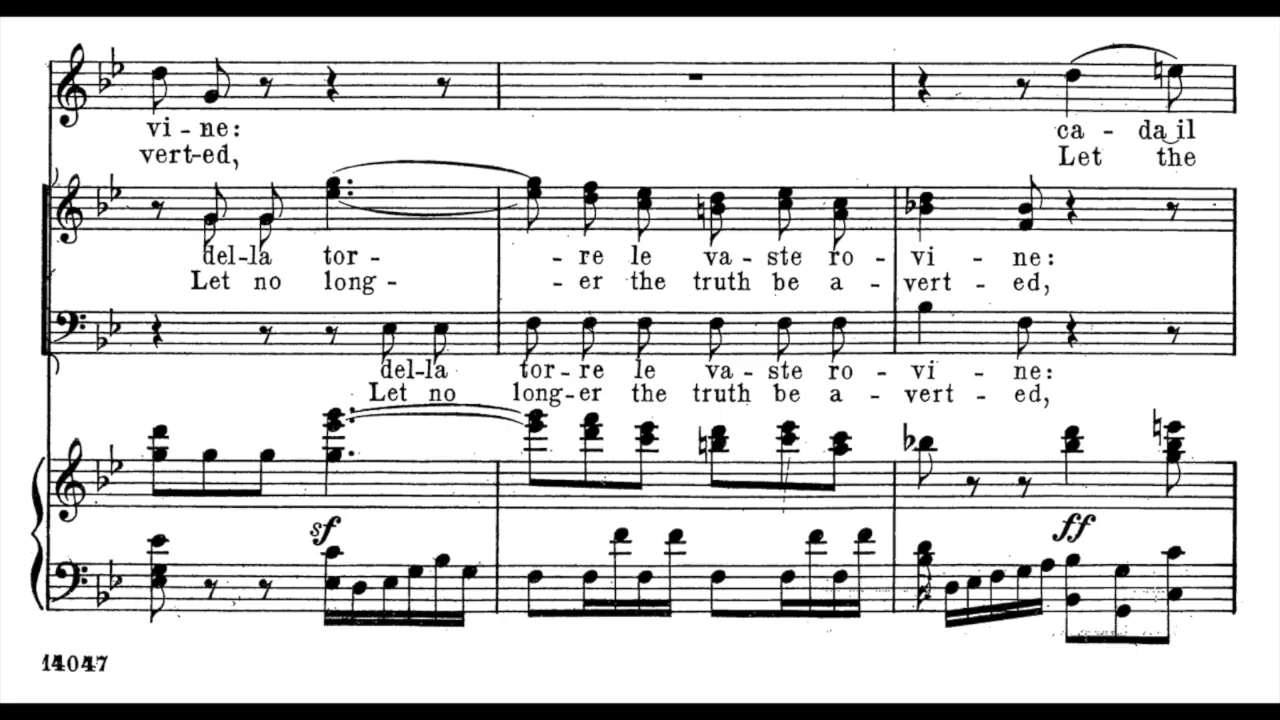 vi - ne: ca - da il
vert-ed, Let the
del-la tor - - re le va - ste ro - vi - ne:
Let no long - - er the truth be a - vert - ed,
del-la tor - re le va - ste ro - vi - ne:
Let no long-er the truth be a - vert - ed,
sf ff
14047